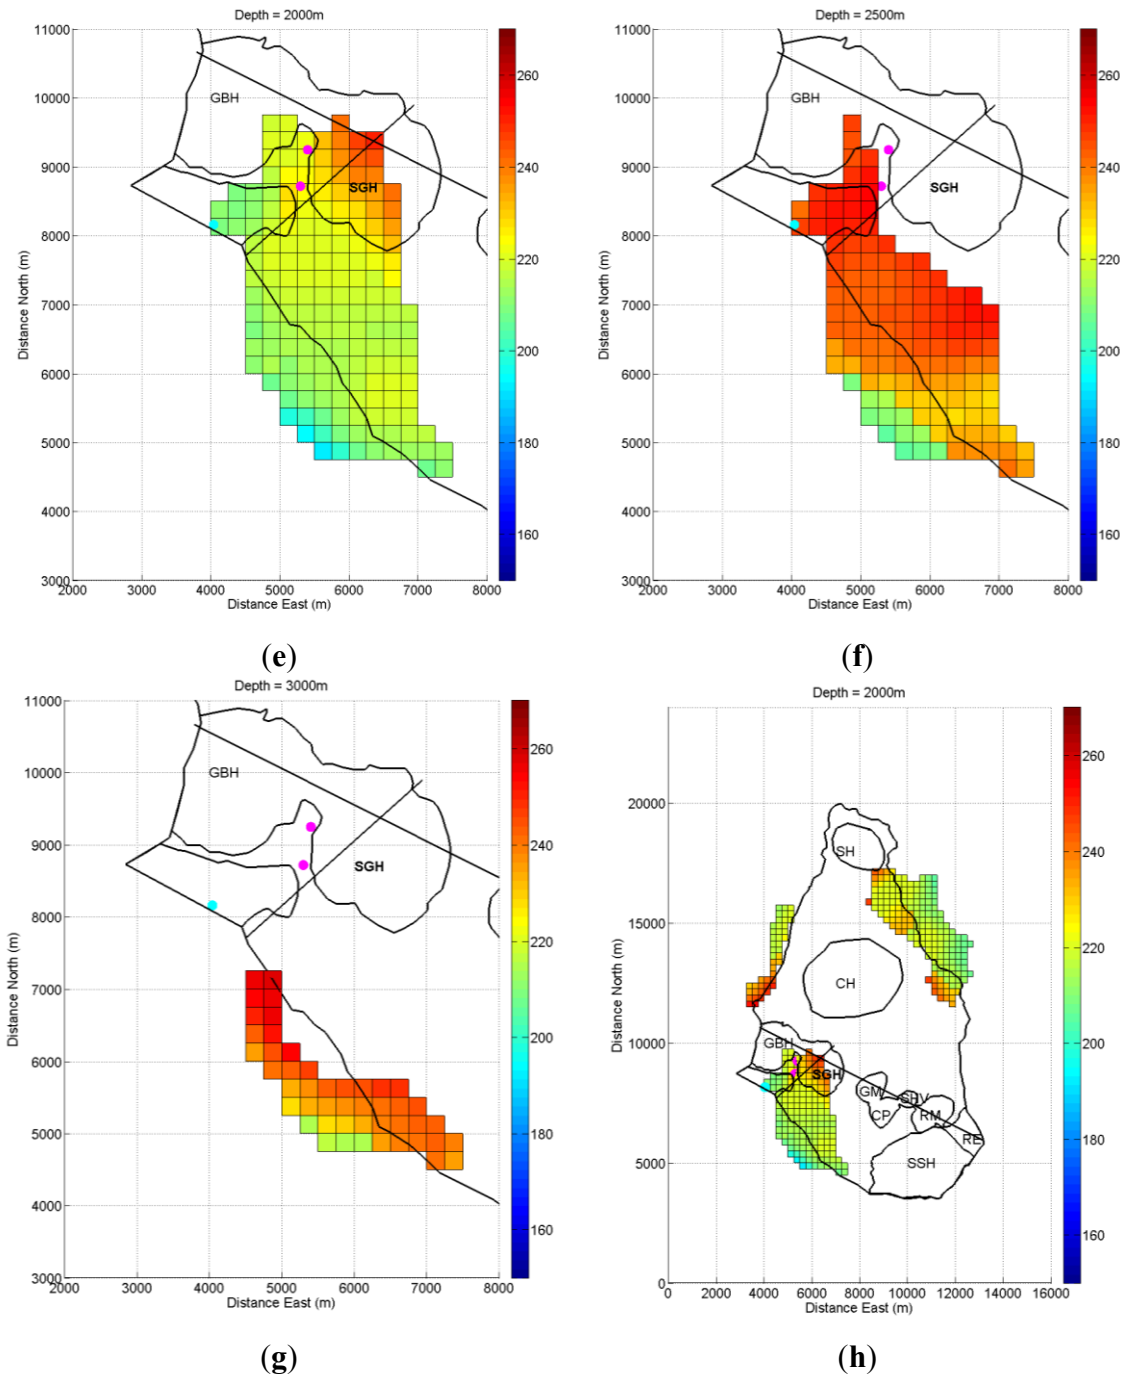 Depth = 2000m
11000
10000
9000
8000
7000
6000
5000
4000
3000
2000
3000
4000
5000
6000
7000
8000
Distance North (m)
Distance East (m)
GBH
SGH
260
240
220
200
180
160
(e)
Depth = 2500m
11000
10000
9000
8000
7000
6000
5000
4000
3000
2000
3000
4000
5000
6000
7000
8000
Distance North (m)
Distance East (m)
GBH
SGH
260
240
220
200
180
160
(f)
Depth = 3000m
11000
10000
9000
8000
7000
6000
5000
4000
3000
2000
3000
4000
5000
6000
7000
8000
Distance North (m)
Distance East (m)
GBH
SGH
260
240
220
200
180
160
(g)
Depth = 2000m
20000
15000
10000
5000
0
0
2000
4000
6000
8000
10000
12000
14000
16000
Distance North (m)
Distance East (m)
SH
CH
GBH
SGH
GM
SHV
CP
RM
RE
SSH
260
240
220
200
180
160
(h)